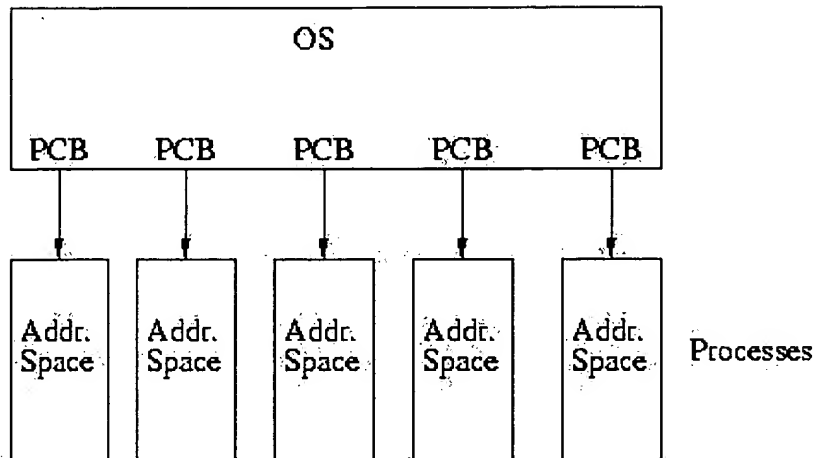 OS
PCB PCB PCB PCB PCB
Addr. Addr. Addr. Addr. Addr.
Space Space Space Space Space
Processes